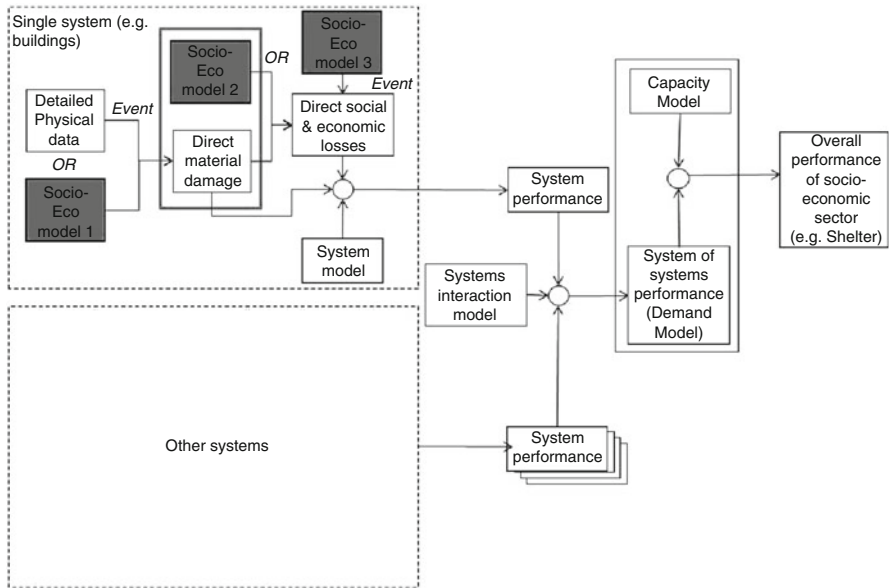 Single system (e.g.
buildings)
Socio-
Eco
model 2
OR
Socio-
Eco
model 3
Event
Detailed
Physical
data
Event
OR
Socio-
Eco
model 1
Direct
material
damage
Direct social
& economic
losses
System
model
System
performance
Systems
interaction
model
Capacity
Model
System of
systems
performance
(Demand
Model)
Overall
performance
of socio-
economic
sector
(e.g. Shelter)
Other systems
System
performance